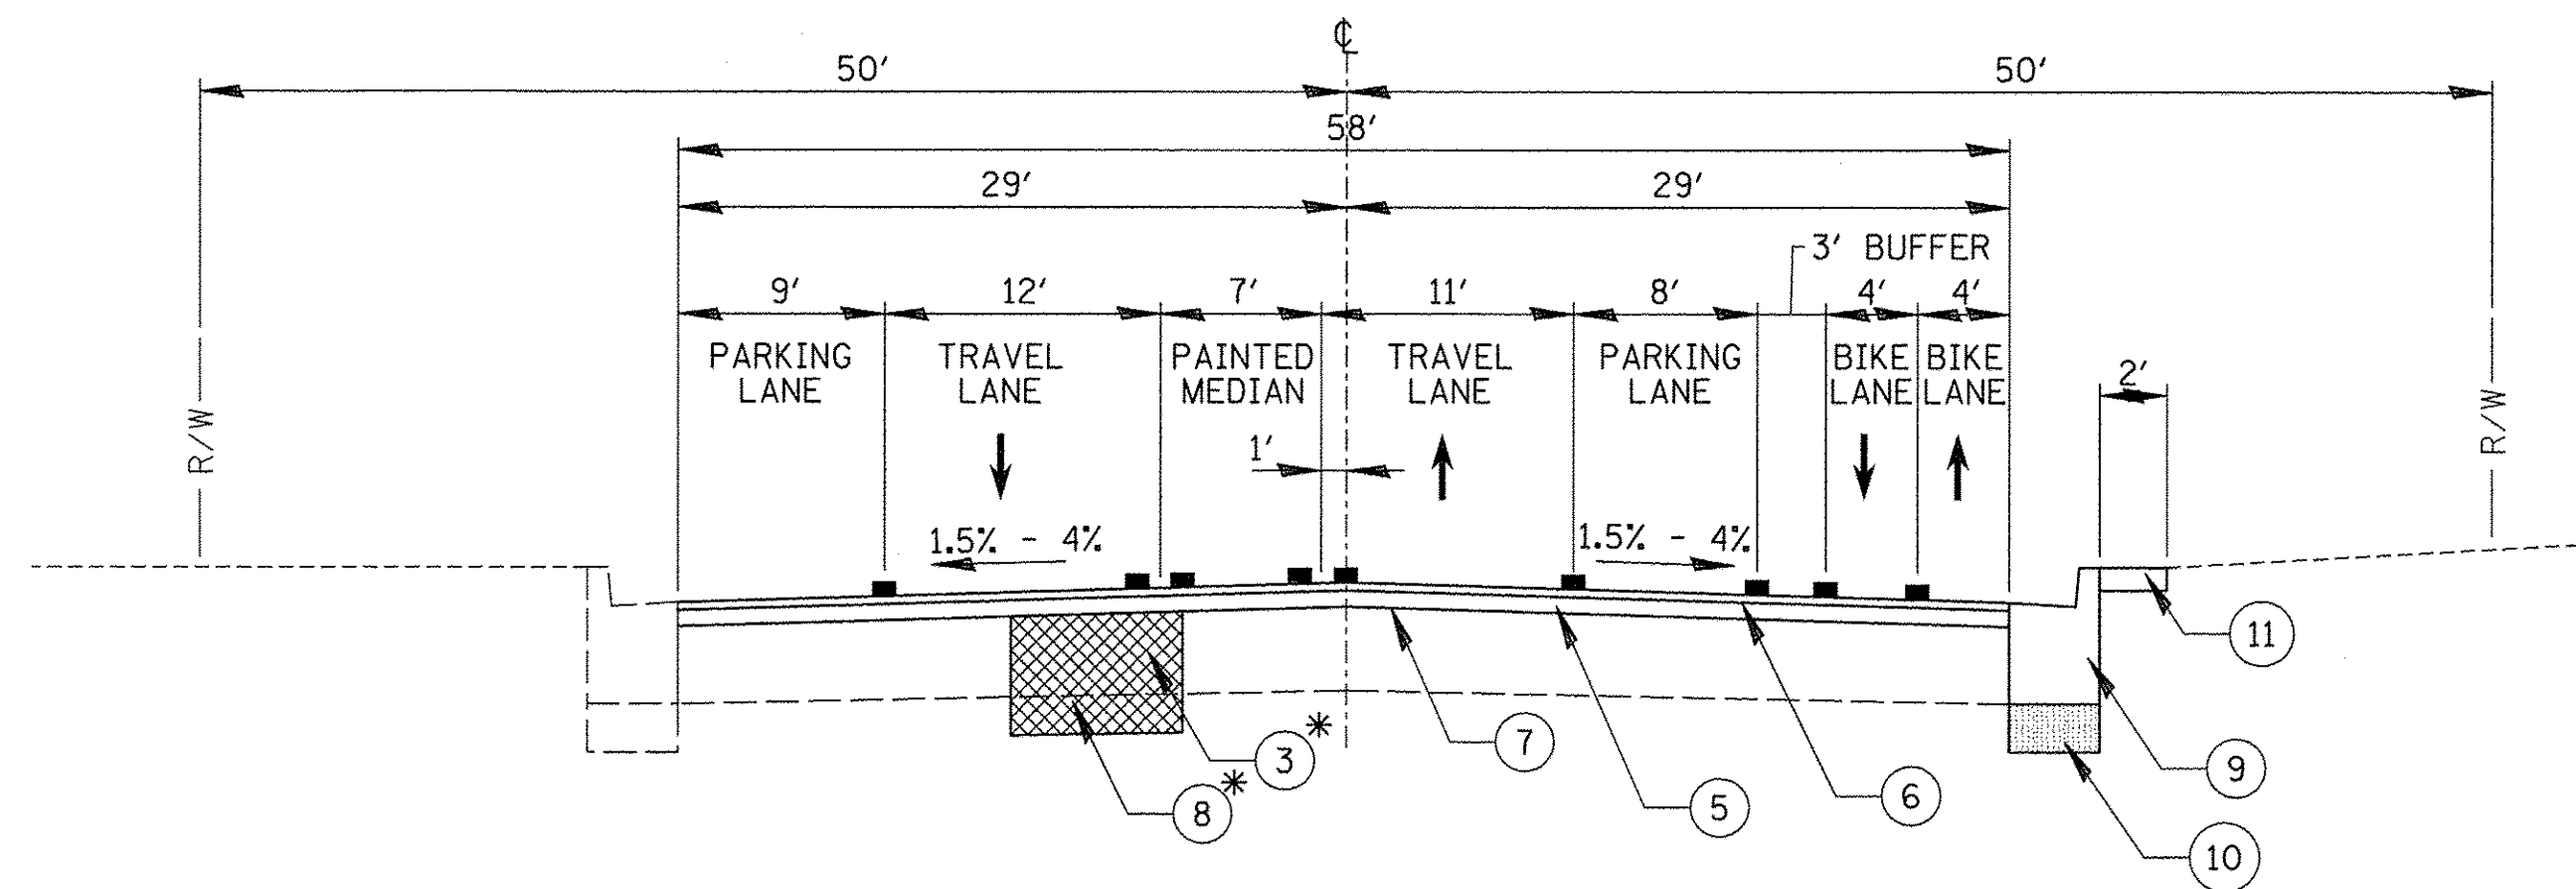 ℄
50' 50'
58'
29' 29'
3' BUFFER
9' 12' 7' 11' 8' 4' 4'
PARKING LANE
TRAVEL LANE
PAINTED MEDIAN
TRAVEL LANE
PARKING LANE
BIKE LANE
BIKE LANE
2'
R/W
R/W
1'
1.5% - 4%
1.5% - 4%
11
3*
7
9
8*
5
6
10